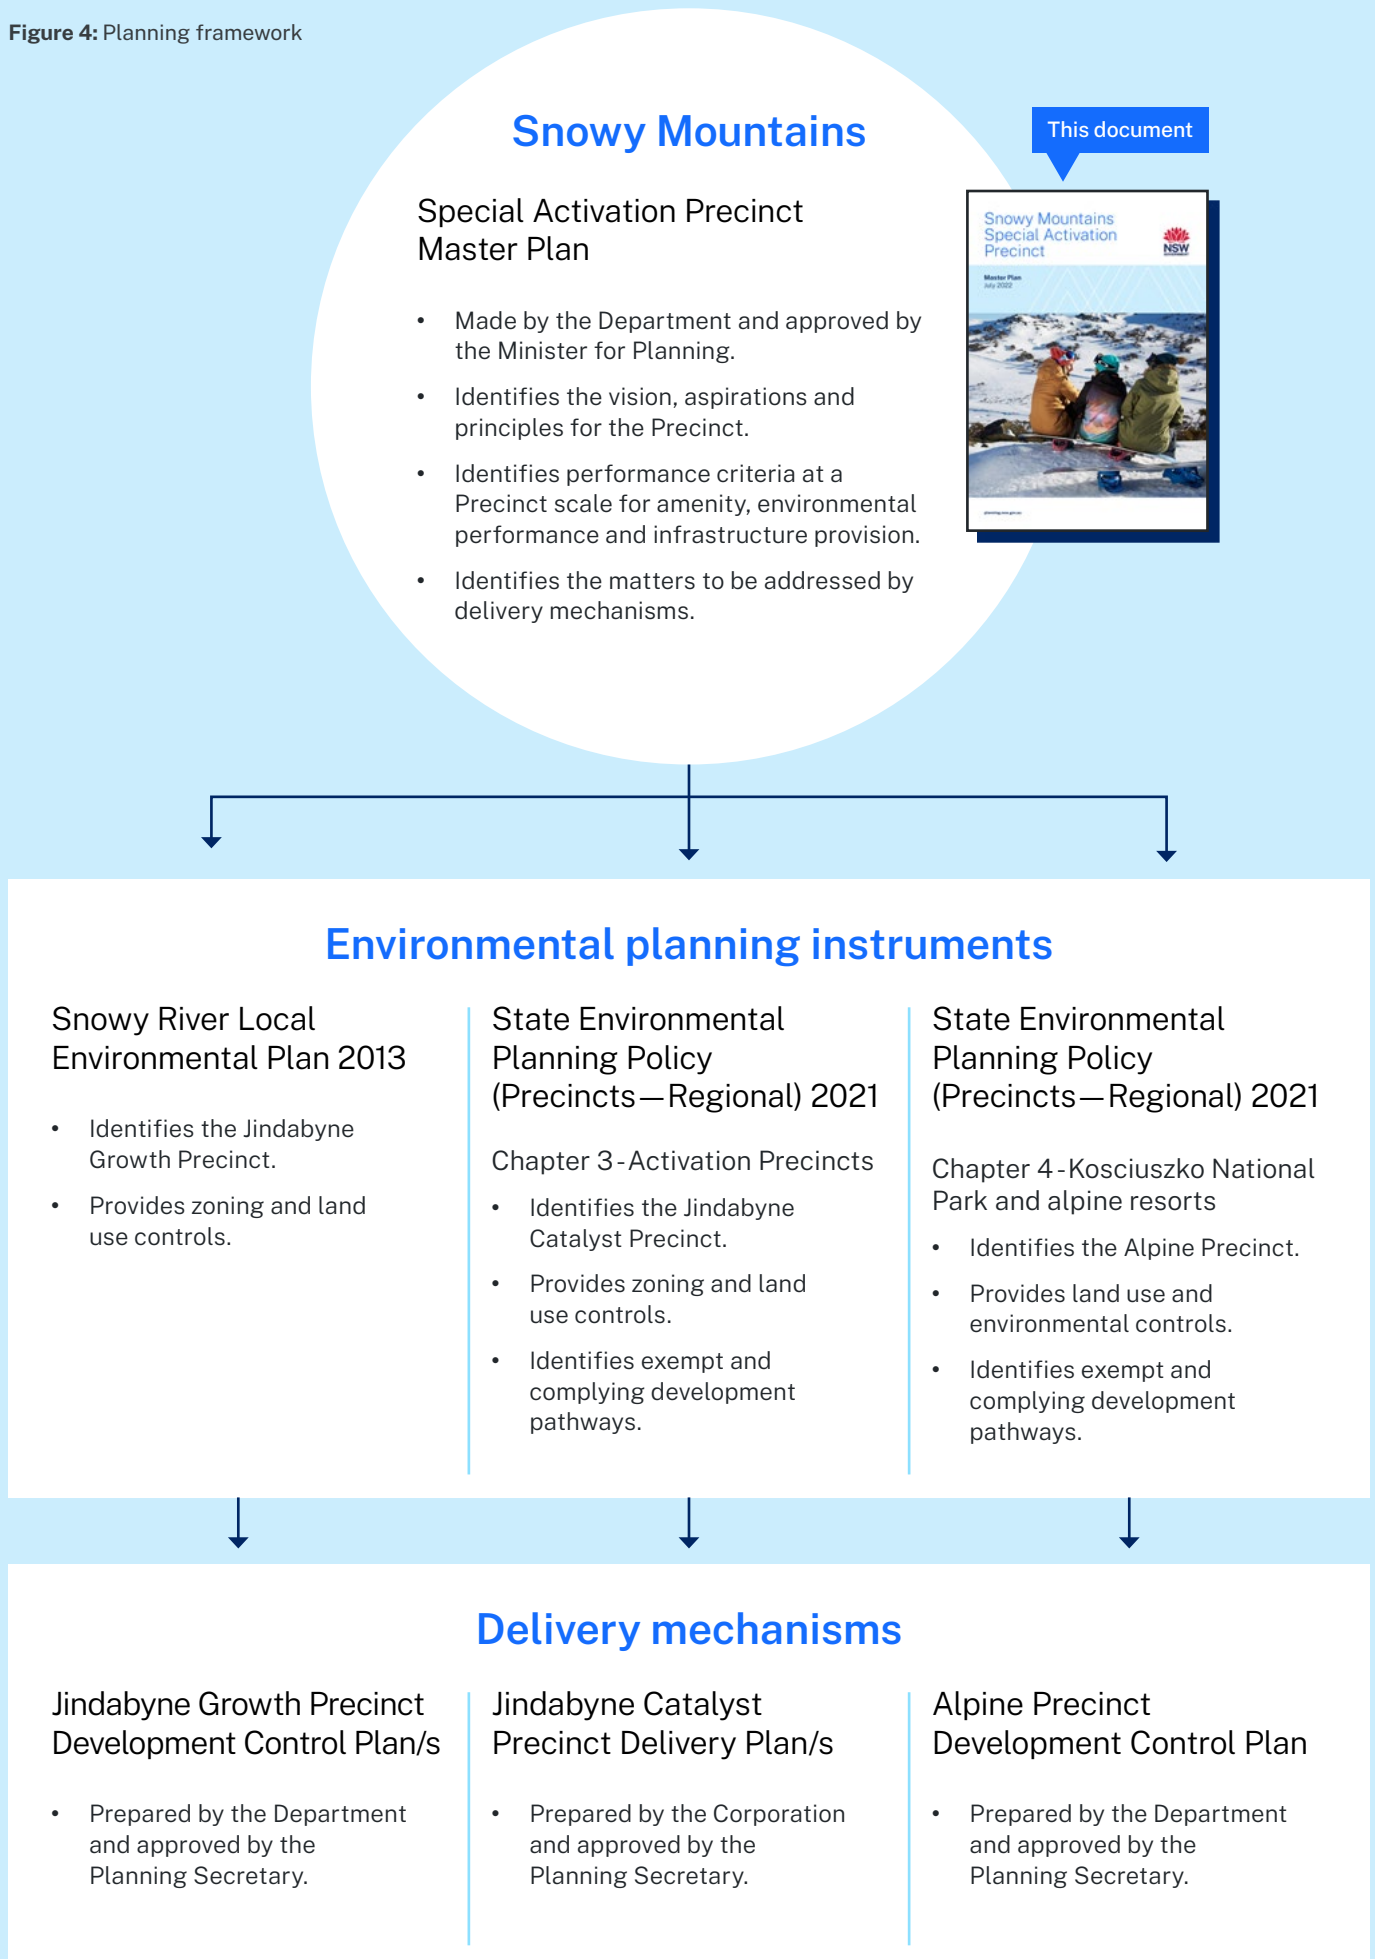 Figure 4: Planning framework
Snowy Mountains
This document
Special Activation Precinct
Master Plan
• Made by the Department and approved by
the Minister for Planning.
• Identifies the vision, aspirations and
principles for the Precinct.
• Identifies performance criteria at a
Precinct scale for amenity, environmental
performance and infrastructure provision.
• Identifies the matters to be addressed by
delivery mechanisms.
Snowy Mountains
Special Activation
Precinct
NSW
GOVERNMENT
Master Plan
July 2022
planning.nsw.gov.au
Environmental planning instruments
Snowy River Local
Environmental Plan 2013
• Identifies the Jindabyne
Growth Precinct.
• Provides zoning and land
use controls.
State Environmental
Planning Policy
(Precincts—Regional) 2021
Chapter 3 - Activation Precincts
• Identifies the Jindabyne
Catalyst Precinct.
• Provides zoning and land
use controls.
• Identifies exempt and
complying development
pathways.
State Environmental
Planning Policy
(Precincts—Regional) 2021
Chapter 4 - Kosciuszko National
Park and alpine resorts
• Identifies the Alpine Precinct.
• Provides land use and
environmental controls.
• Identifies exempt and
complying development
pathways.
Delivery mechanisms
Jindabyne Growth Precinct
Development Control Plan/s
• Prepared by the Department
and approved by the
Planning Secretary.
Jindabyne Catalyst
Precinct Delivery Plan/s
• Prepared by the Corporation
and approved by the
Planning Secretary.
Alpine Precinct
Development Control Plan
• Prepared by the Department
and approved by the
Planning Secretary.